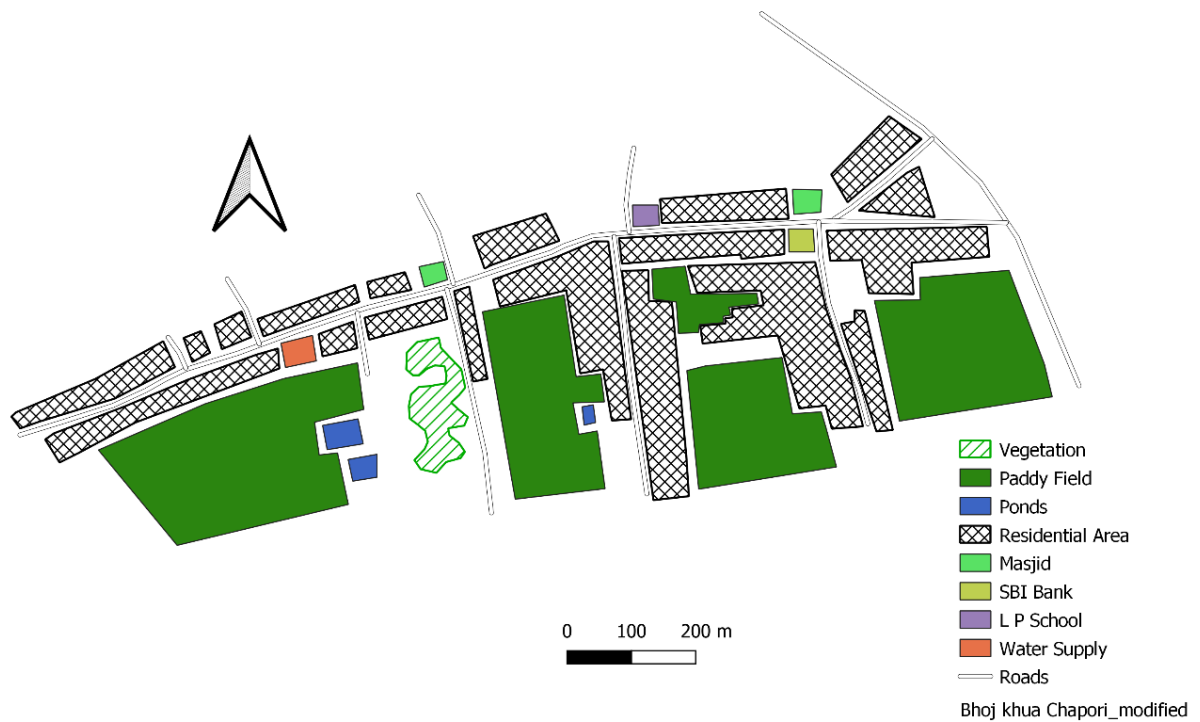 Vegetation
Paddy Field
Ponds
Residential Area
Masjid
SBI Bank
L P School
Water Supply
Roads
0 100 200 m
Bhoj khua Chapori_modified